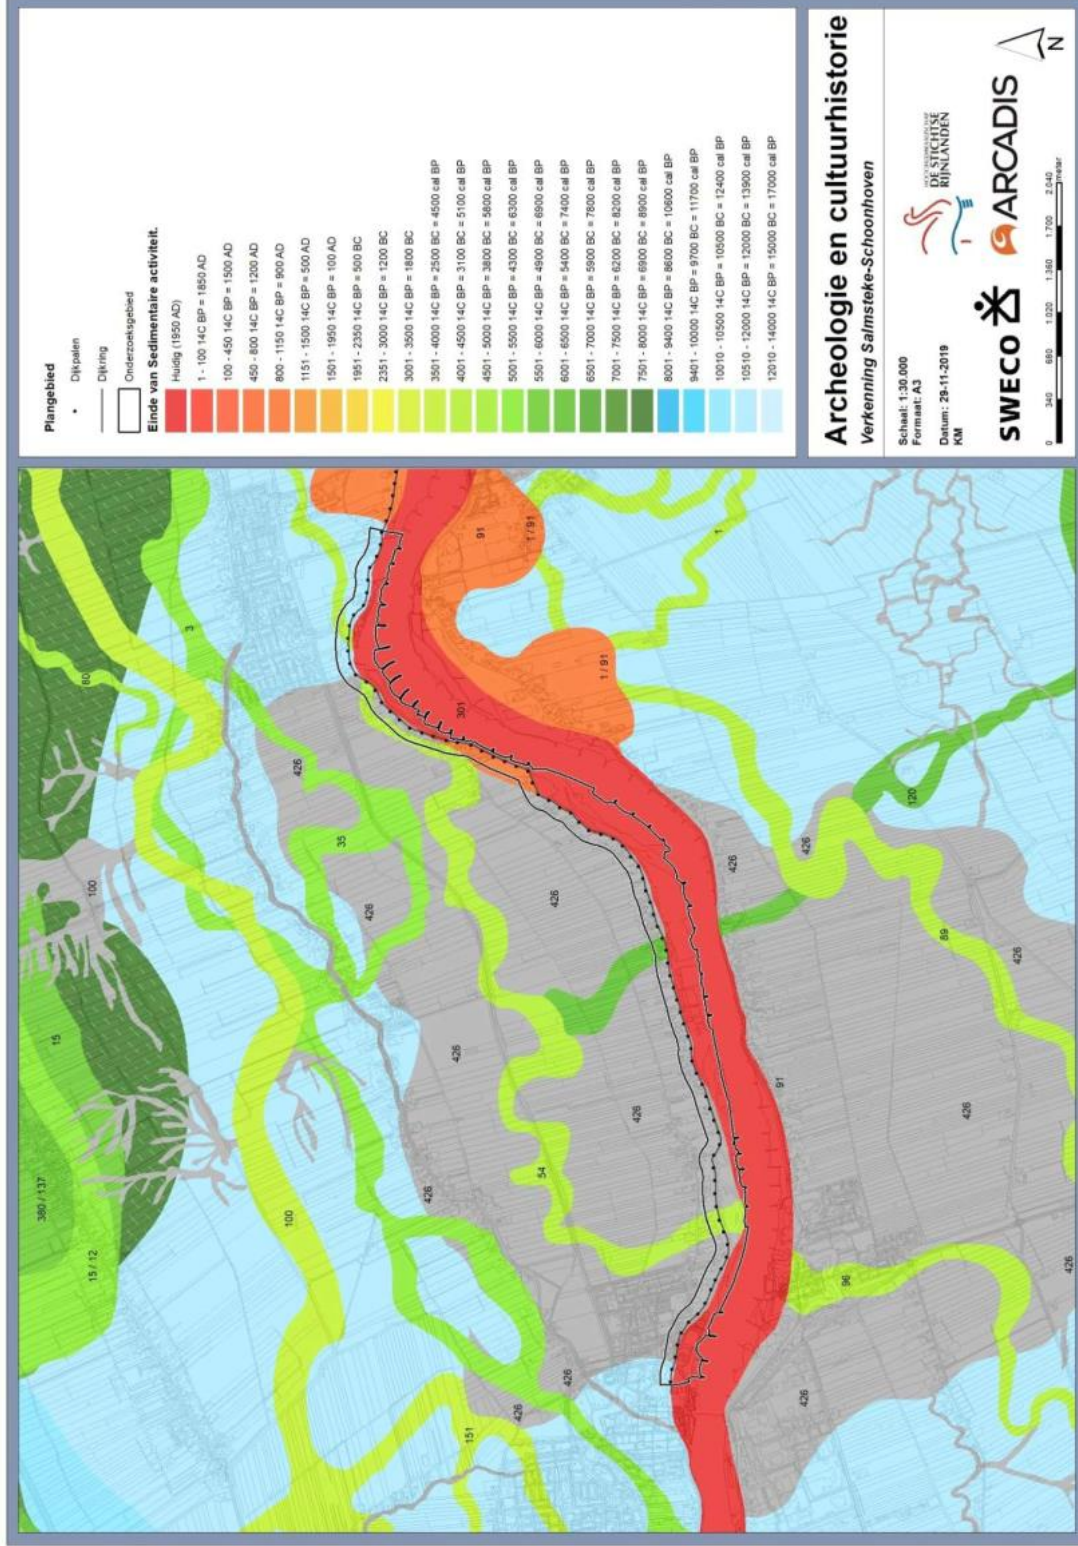 Plangebied
Dijkpalen
Dijkring
Onderzoeksgebied
Einde van Sedimentaire activiteit.
Huidig (1950 AD)
1 - 100 14C BP = 1850 AD
100 - 450 14C BP = 1500 AD
450 - 800 14C BP = 1200 AD
800 - 1150 14C BP = 900 AD
1151 - 1500 14C BP = 500 AD
1501 - 1950 14C BP = 100 AD
1951 - 2350 14C BP = 500 BC
2351 - 3000 14C BP = 1200 BC
3001 - 3500 14C BP = 1800 BC
3501 - 4000 14C BP = 2500 BC = 4500 cal BP
4001 - 4500 14C BP = 3100 BC = 5100 cal BP
4501 - 5000 14C BP = 3800 BC = 5800 cal BP
5001 - 5500 14C BP = 4300 BC = 6300 cal BP
5501 - 6000 14C BP = 4900 BC = 6900 cal BP
6001 - 6500 14C BP = 5400 BC = 7400 cal BP
6501 - 7000 14C BP = 5900 BC = 7800 cal BP
7001 - 7500 14C BP = 6200 BC = 8200 cal BP
7501 - 8000 14C BP = 6900 BC = 8900 cal BP
8001 - 9400 14C BP = 8600 BC = 10600 cal BP
9401 - 10000 14C BP = 9700 BC = 11700 cal BP
10010 - 10500 14C BP = 10500 BC = 12400 cal BP
10510 - 12000 14C BP = 12000 BC = 13900 cal BP
12010 - 14000 14C BP = 15000 BC = 17000 cal BP
Archeologie en cultuurhistorie
Verkenning Salmsteke-Schoonhoven
Schaal: 1:30.000
Formaat: A3
Datum: 29-11-2019
KM
HOOGHEEMRAADSCHAP
DE STICHTSE
RIJNLANDEN
SWECO
ARCADIS
N
0 340 680 1.020 1.360 1.700 2.040
meter
380 / 137
15
15 / 12
100
60
3
100
426
35
426
151
426
426
426
426
54
426
426
301
91
1 / 91
1 / 91
1
426
426
120
91
96
89
426
426
426
426